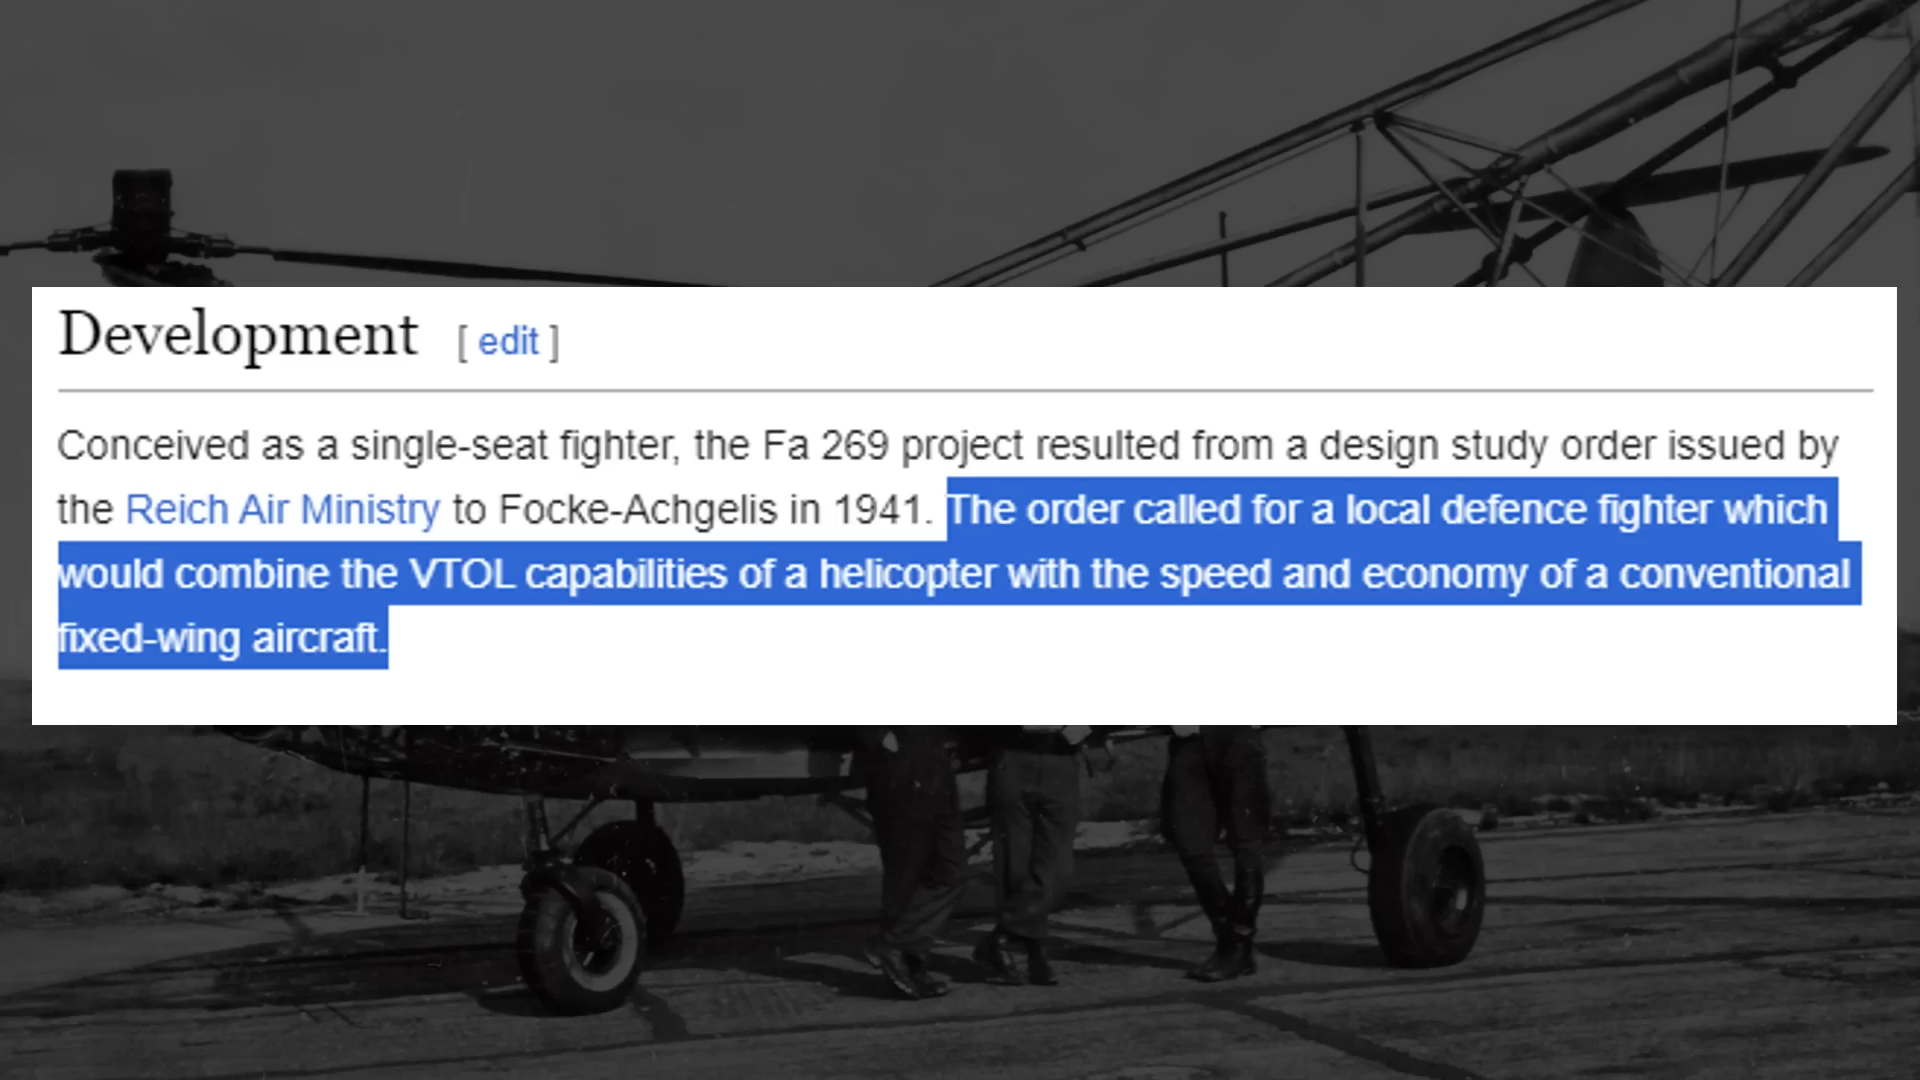 Development [ edit ]
Conceived as a single-seat fighter, the Fa 269 project resulted from a design study order issued by
the Reich Air Ministry to Focke-Achgelis in 1941. The order called for a local defence fighter which
would combine the VTOL capabilities of a helicopter with the speed and economy of a conventional
fixed-wing aircraft.